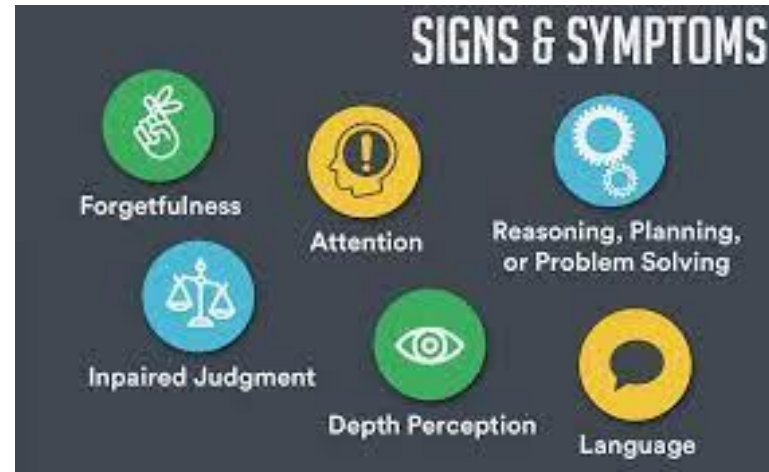 SIGNS & SYMPTOMS
Forgetfulness
Attention
Reasoning, Planning,
or Problem Solving
Inpaired Judgment
Depth Perception
Language